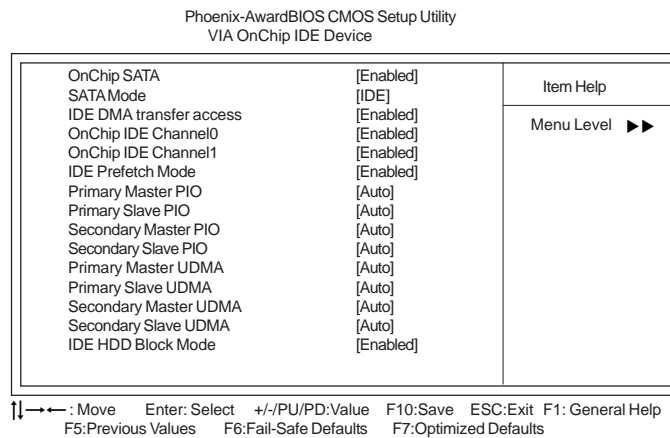 Phoenix-AwardBIOS CMOS Setup Utility
VIA OnChip IDE Device
OnChip SATA [Enabled]
SATA Mode [IDE]
IDE DMA transfer access [Enabled]
OnChip IDE Channel0 [Enabled]
OnChip IDE Channel1 [Enabled]
IDE Prefetch Mode [Enabled]
Primary Master PIO [Auto]
Primary Slave PIO [Auto]
Secondary Master PIO [Auto]
Secondary Slave PIO [Auto]
Primary Master UDMA [Auto]
Primary Slave UDMA [Auto]
Secondary Master UDMA [Auto]
Secondary Slave UDMA [Auto]
IDE HDD Block Mode [Enabled]
Item Help
Menu Level ▶▶
↑↓→← : Move Enter: Select +/-/PU/PD:Value F10:Save ESC:Exit F1: General Help
F5:Previous Values F6:Fail-Safe Defaults F7:Optimized Defaults